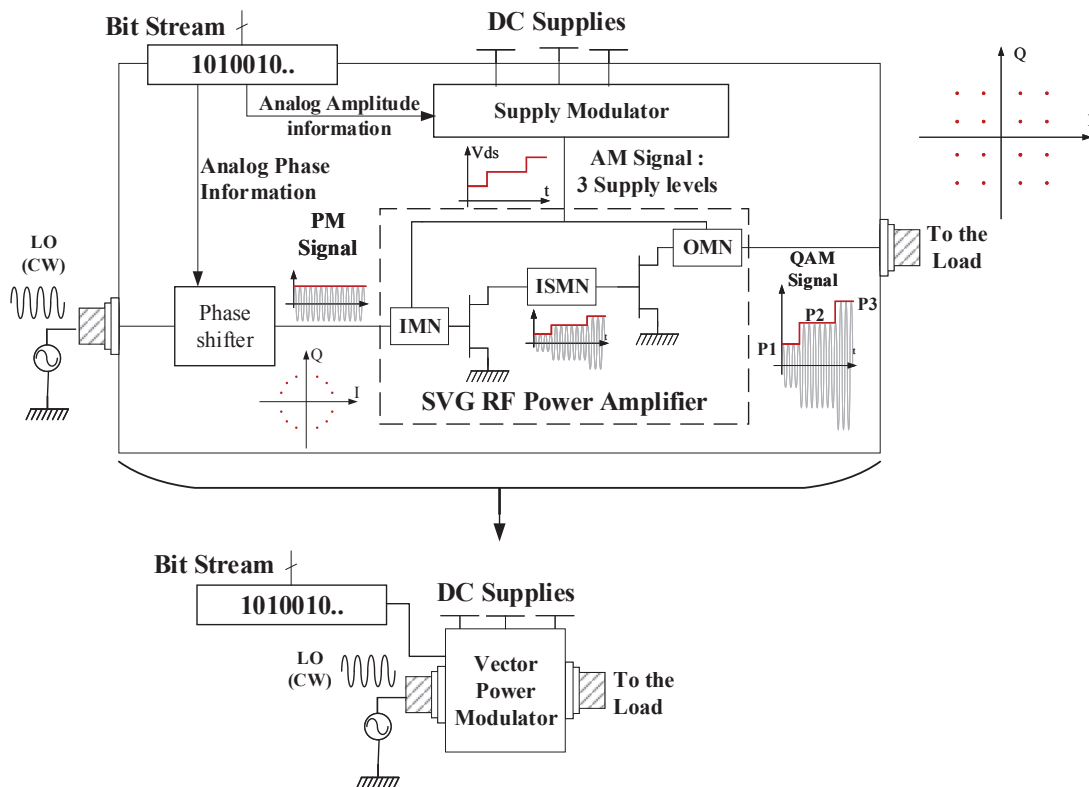 Bit Stream
DC Supplies
1010010..
Q
Analog Amplitude
information
Supply Modulator
Vds
t
AM Signal :
3 Supply levels
Analog Phase
Information
PM
Signal
LO
(CW)
Phase
shifter
IMN
ISMN
OMN
t
QAM
Signal
P1
P2
P3
t
To the
Load
Q
I
SVG RF Power Amplifier
Bit Stream
1010010..
DC Supplies
LO
(CW)
Vector
Power
Modulator
To the
Load